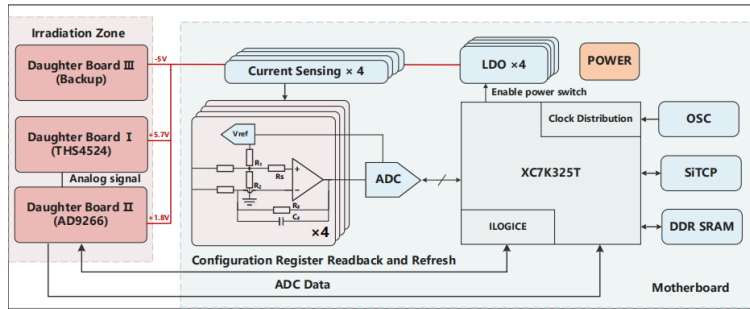 Irradiation Zone
Daughter Board III
(Backup)
-5V
Current Sensing × 4
LDO ×4
POWER
Enable power switch
Daughter Board I
(THS4524)
+5.7V
Analog signal
Daughter Board II
(AD9266)
+1.8V
Vref
R₁
R₂
Rs
+
−
Rf
Cf
×4
ADC
Clock Distribution
XC7K325T
ILOGICE
OSC
SiTCP
DDR SRAM
Configuration Register Readback and Refresh
ADC Data
Motherboard